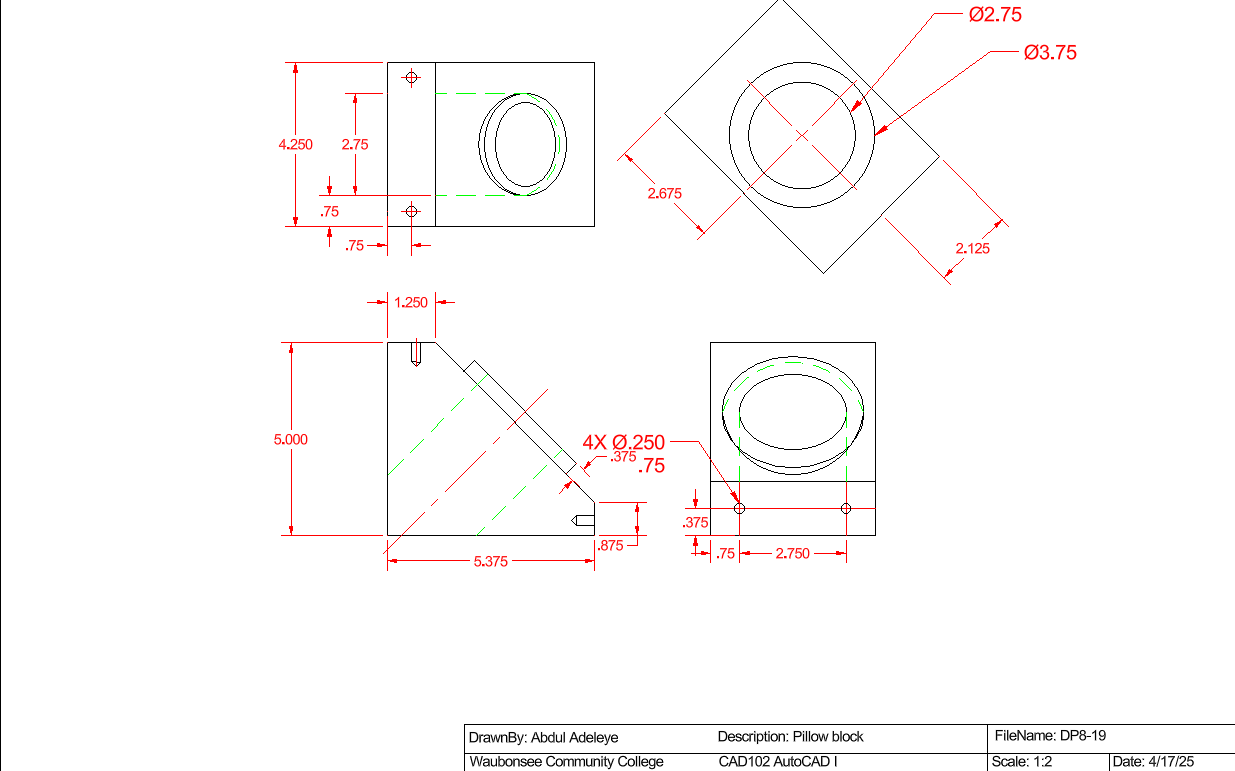 Ø2.75
Ø3.75
4.250
2.75
.75
.75
2.675
2.125
1.250
5.000
4X Ø.250
.375
.75
.375
.875
.75
2.750
5.375
DrawnBy: Abdul Adeleye
Description: Pillow block
FileName: DP8-19
Waubonsee Community College
CAD102 AutoCAD I
Scale: 1:2
Date: 4/17/25